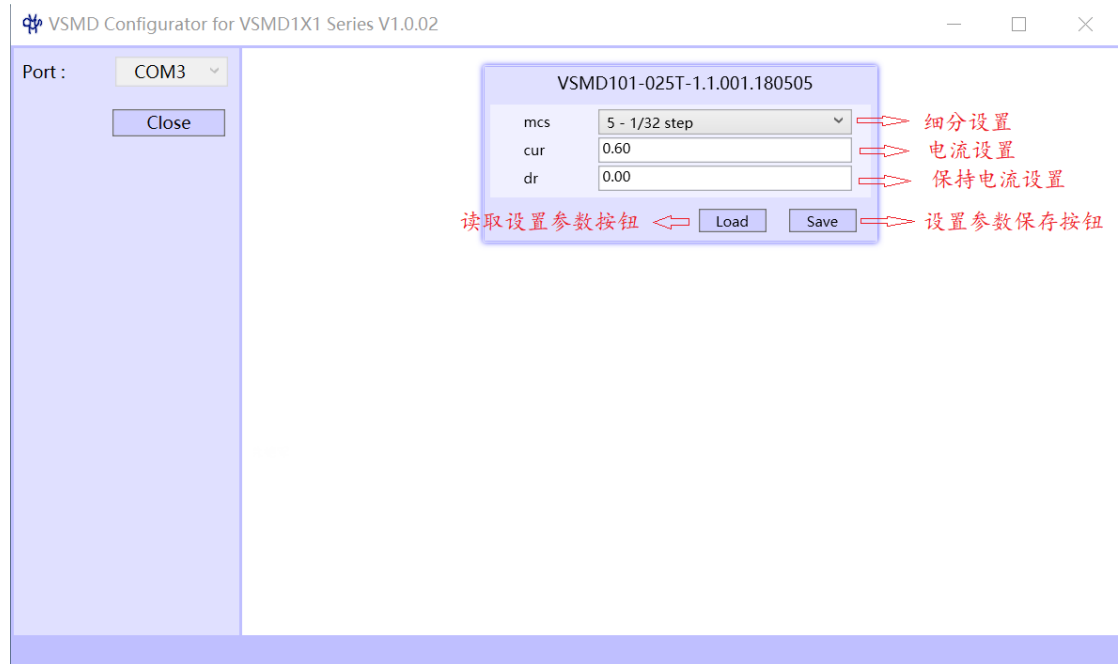 VSMD Configurator for VSMD1X1 Series V1.0.02
Port :
COM3
Close
VSMD101-025T-1.1.001.180505
mcs
5 - 1/32 step
细分设置
cur
0.60
电流设置
dr
0.00
保持电流设置
读取设置参数按钮
Load
Save
设置参数保存按钮